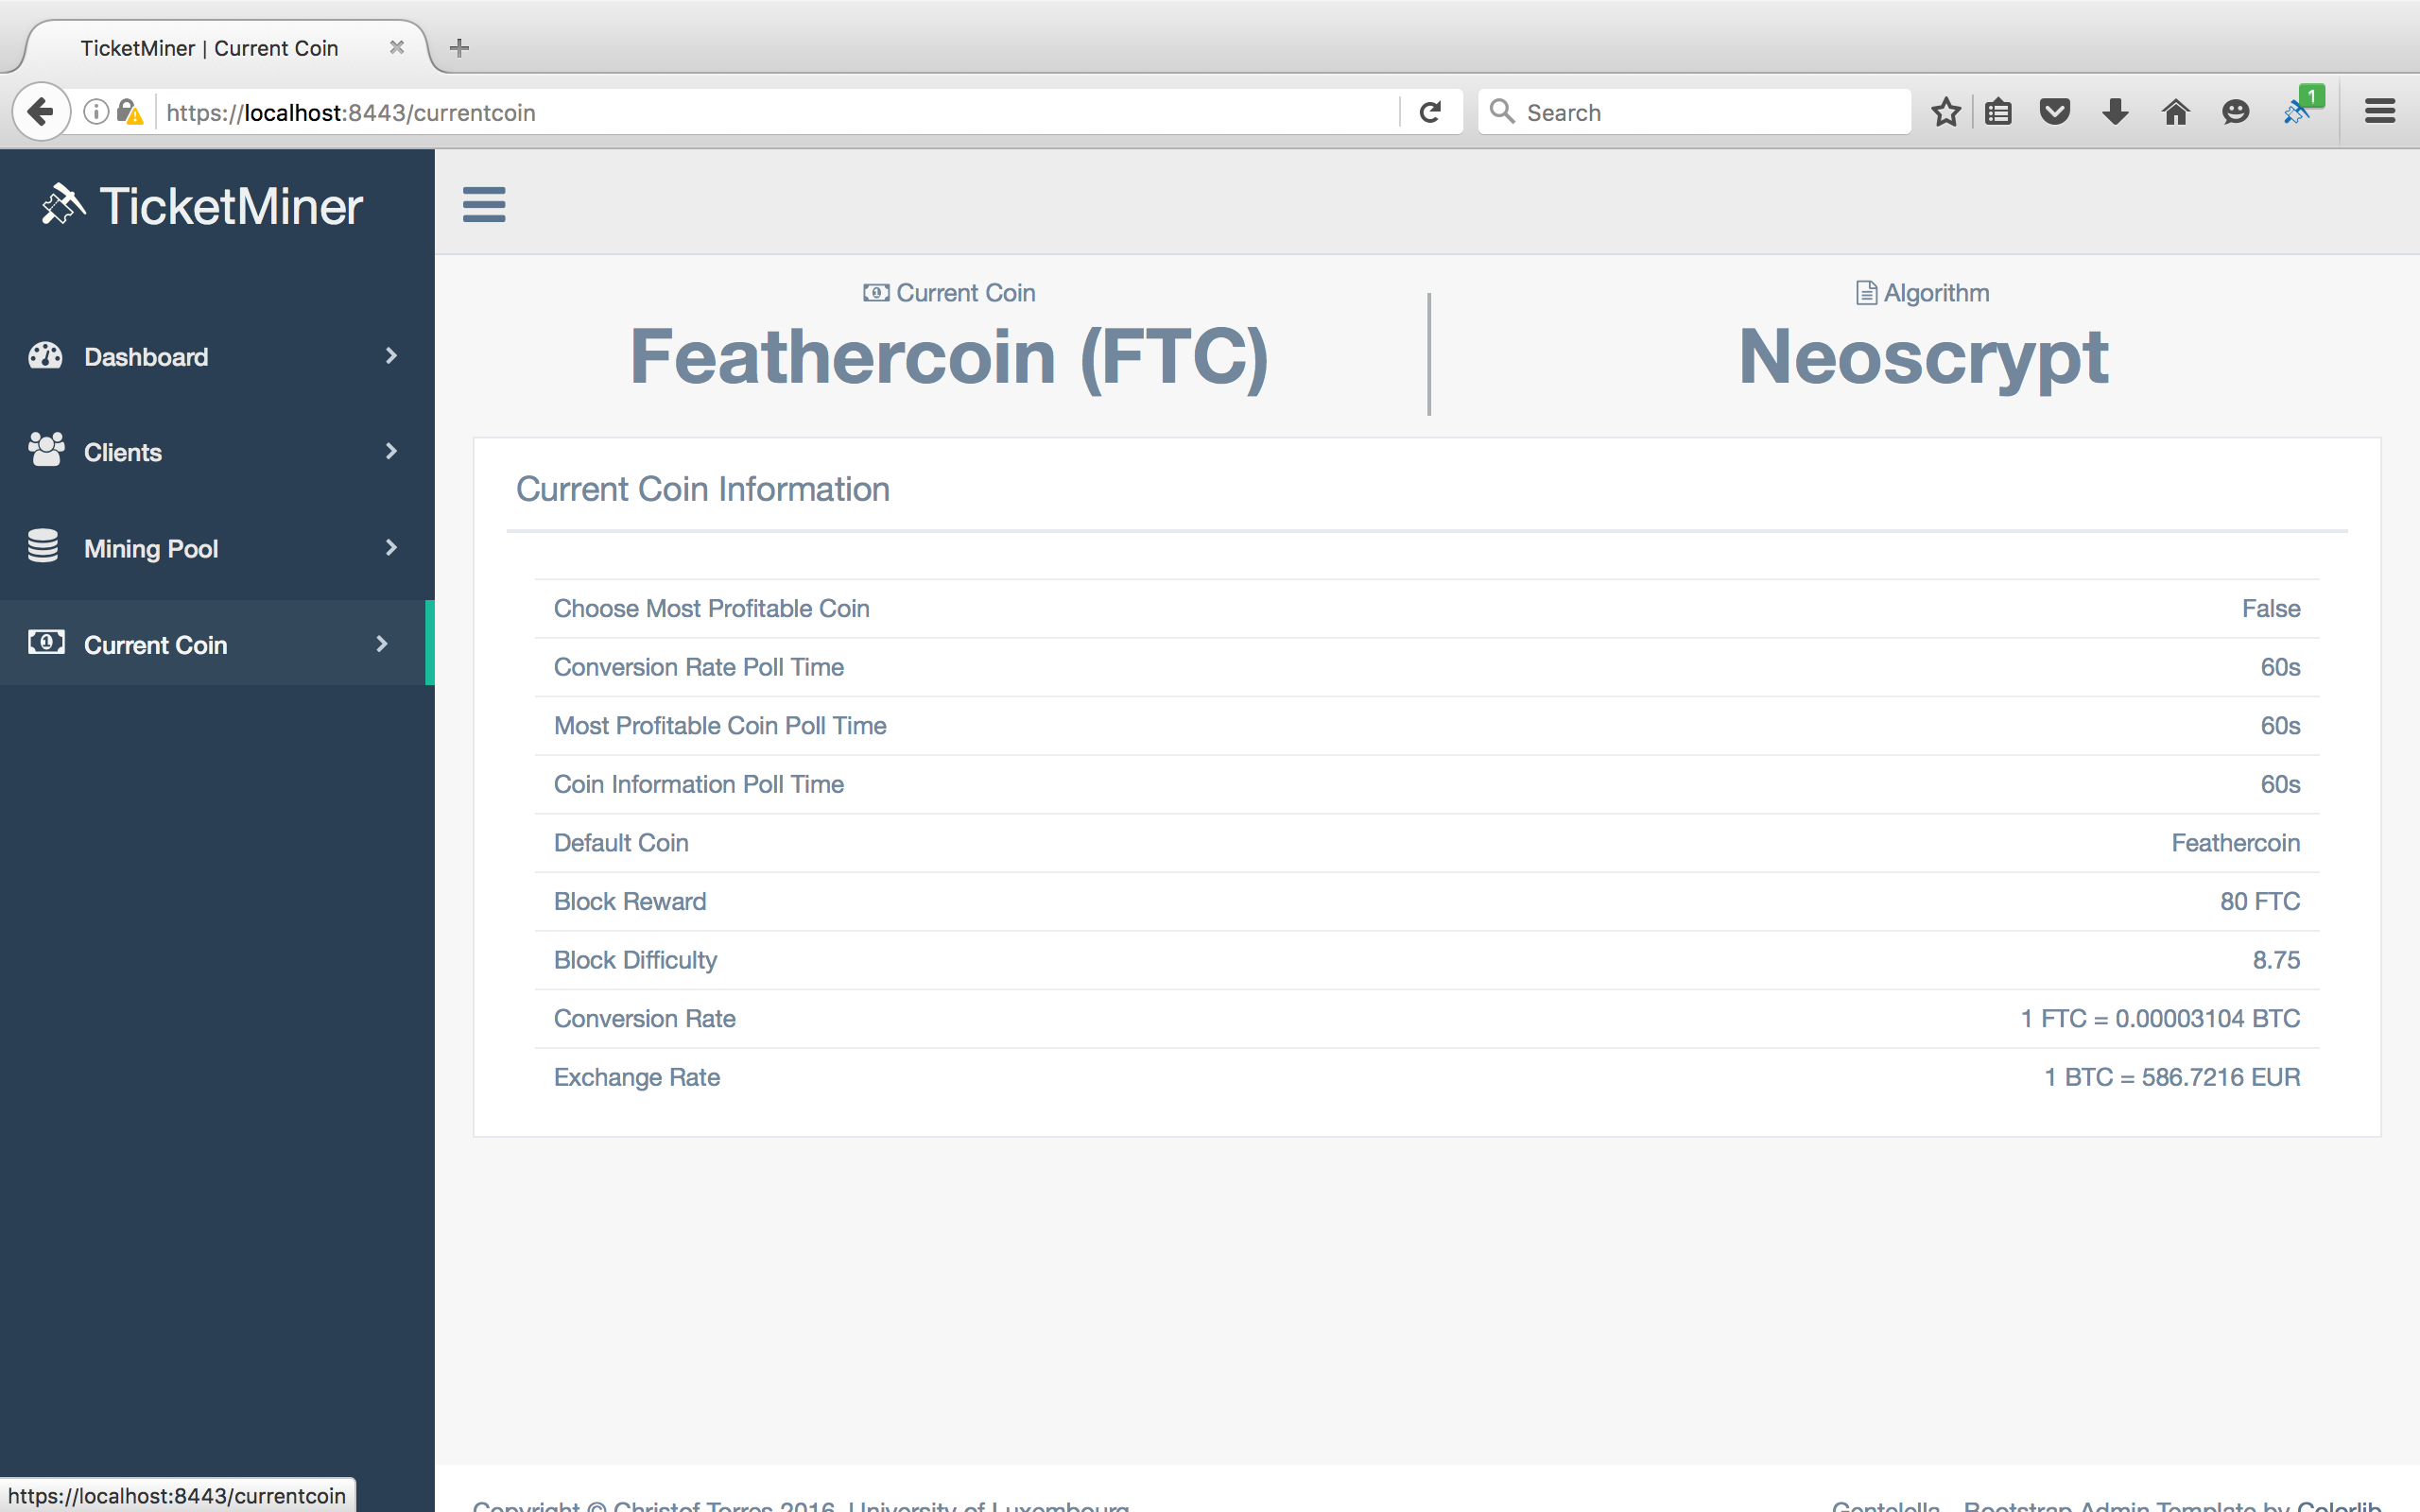 TicketMiner | Current Coin
https://localhost:8443/currentcoin
Search
1
TicketMiner
Dashboard
Clients
Mining Pool
Current Coin
Current Coin
Feathercoin (FTC)
Algorithm
Neoscrypt
Current Coin Information
Choose Most Profitable Coin False
Conversion Rate Poll Time 60s
Most Profitable Coin Poll Time 60s
Coin Information Poll Time 60s
Default Coin Feathercoin
Block Reward 80 FTC
Block Difficulty 8.75
Conversion Rate 1 FTC = 0.00003104 BTC
Exchange Rate 1 BTC = 586.7216 EUR
https://localhost:8443/currentcoin
Copyright © Christof Torres 2016, University of Luxembourg
Gentelella - Bootstrap Admin Template by Colorlib